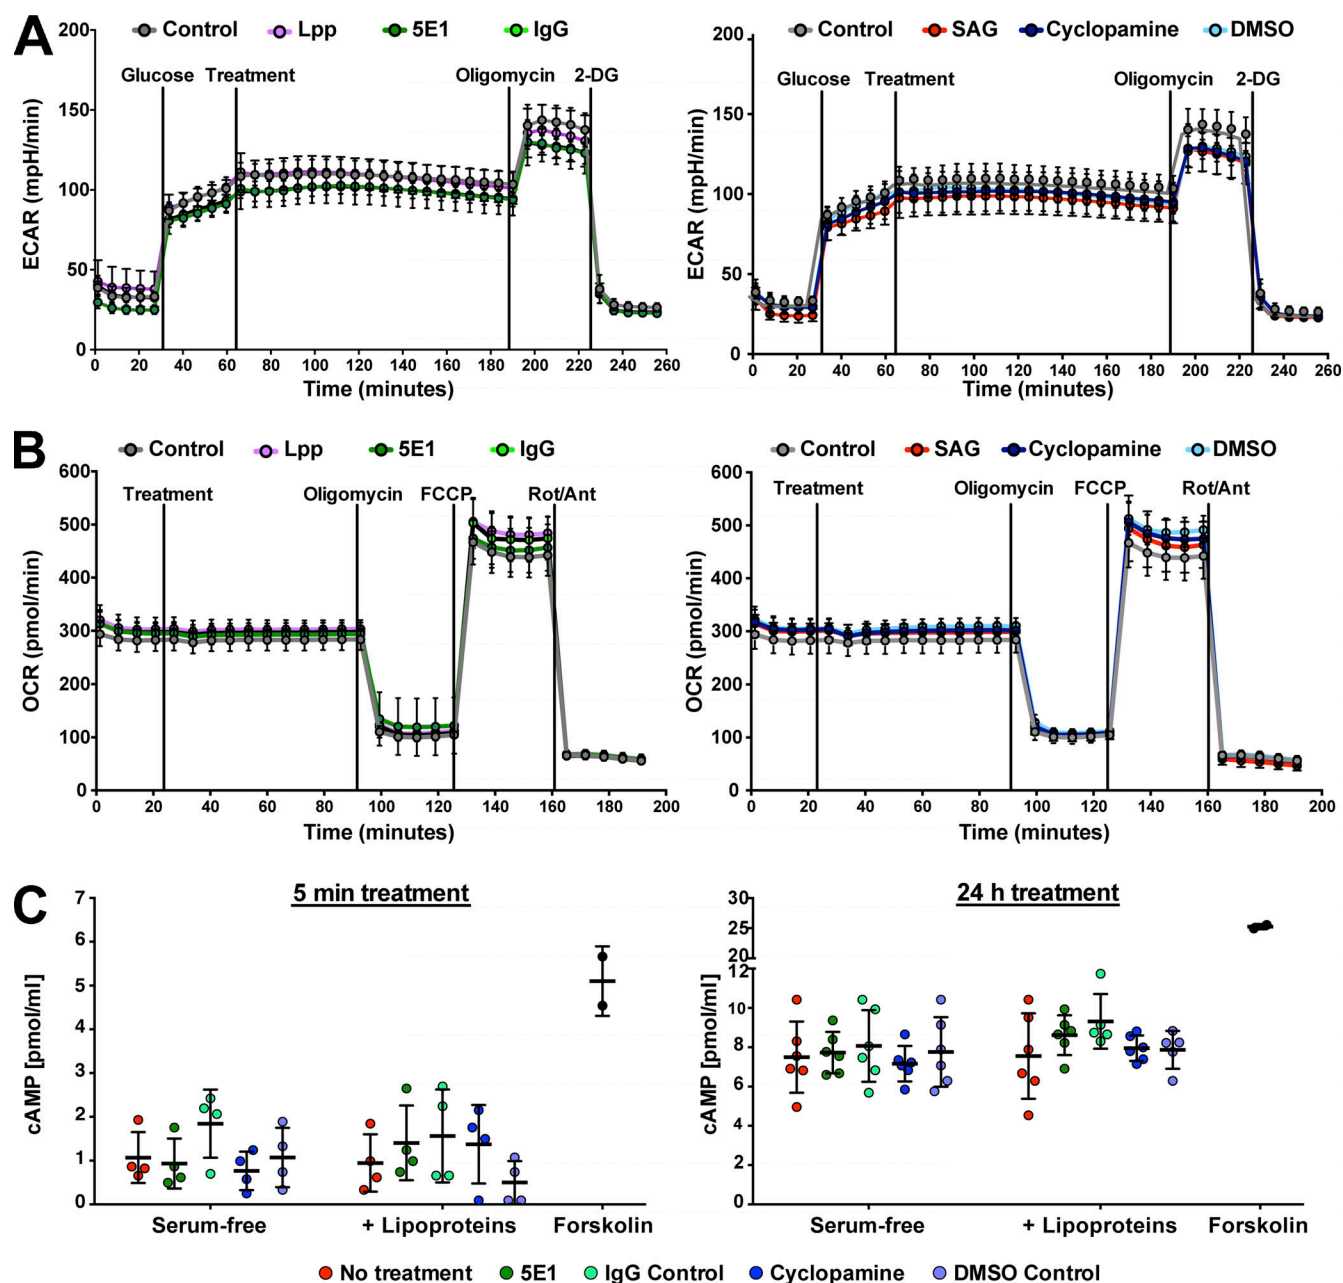 A
Control Lpp 5E1 IgG
Glucose Treatment Oligomycin 2-DG
ECAR (mpH/min)
200
150
100
50
0
0 20 40 60 80 100 120 140 160 180 200 220 240 260
Time (minutes)
Control SAG Cyclopamine DMSO
Glucose Treatment Oligomycin 2-DG
ECAR (mpH/min)
200
150
100
50
0
0 20 40 60 80 100 120 140 160 180 200 220 240 260
Time (minutes)
B
Control Lpp 5E1 IgG
Treatment Oligomycin FCCP Rot/Ant
OCR (pmol/min)
600
500
400
300
200
100
0
0 20 40 60 80 100 120 140 160 180 200
Time (minutes)
Control SAG Cyclopamine DMSO
Treatment Oligomycin FCCP Rot/Ant
OCR (pmol/min)
600
500
400
300
200
100
0
0 20 40 60 80 100 120 140 160 180 200
Time (minutes)
C
5 min treatment
cAMP [pmol/ml]
7
6
5
4
3
2
1
0
Serum-free + Lipoproteins Forskolin
24 h treatment
cAMP [pmol/ml]
30
25
20
12
10
8
6
4
2
0
Serum-free + Lipoproteins Forskolin
No treatment 5E1 IgG Control Cyclopamine DMSO Control